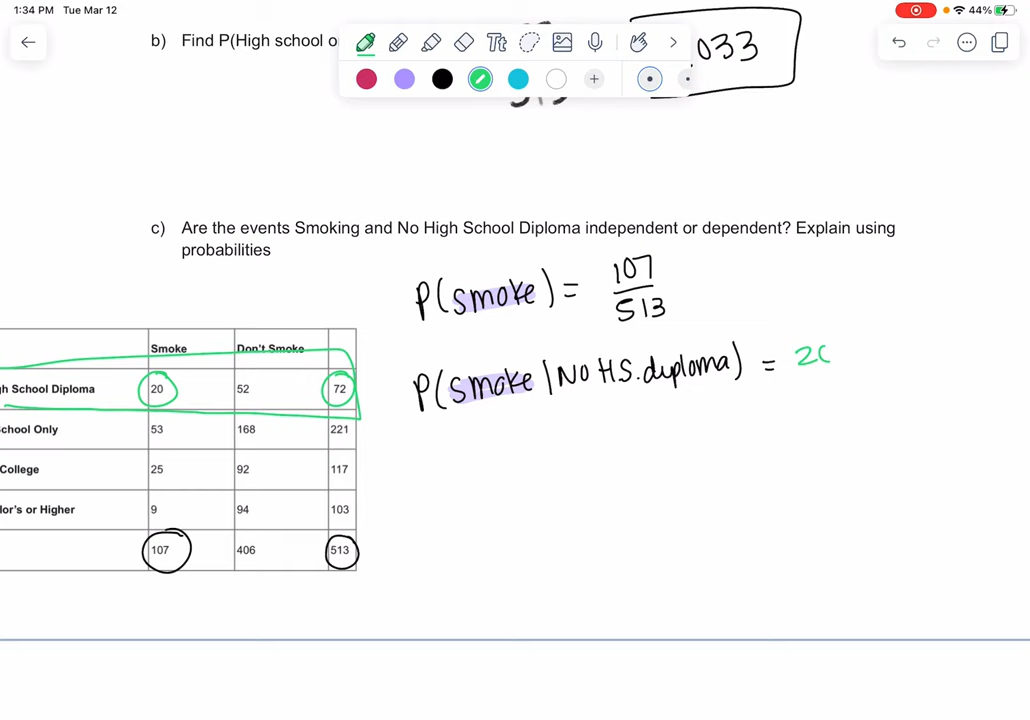 1:34 PM Tue Mar 12
44%
b) Find P(High school o
Tt
033
c) Are the events Smoking and No High School Diploma independent or dependent? Explain using
probabilities
P(smoke) = 107
513
Smoke Don't Smoke
gh School Diploma 20 52 72
P(smoke | No H.S. diploma) = 20
chool Only 53 168 221
College 25 92 117
lor's or Higher 9 94 103
107 406 513